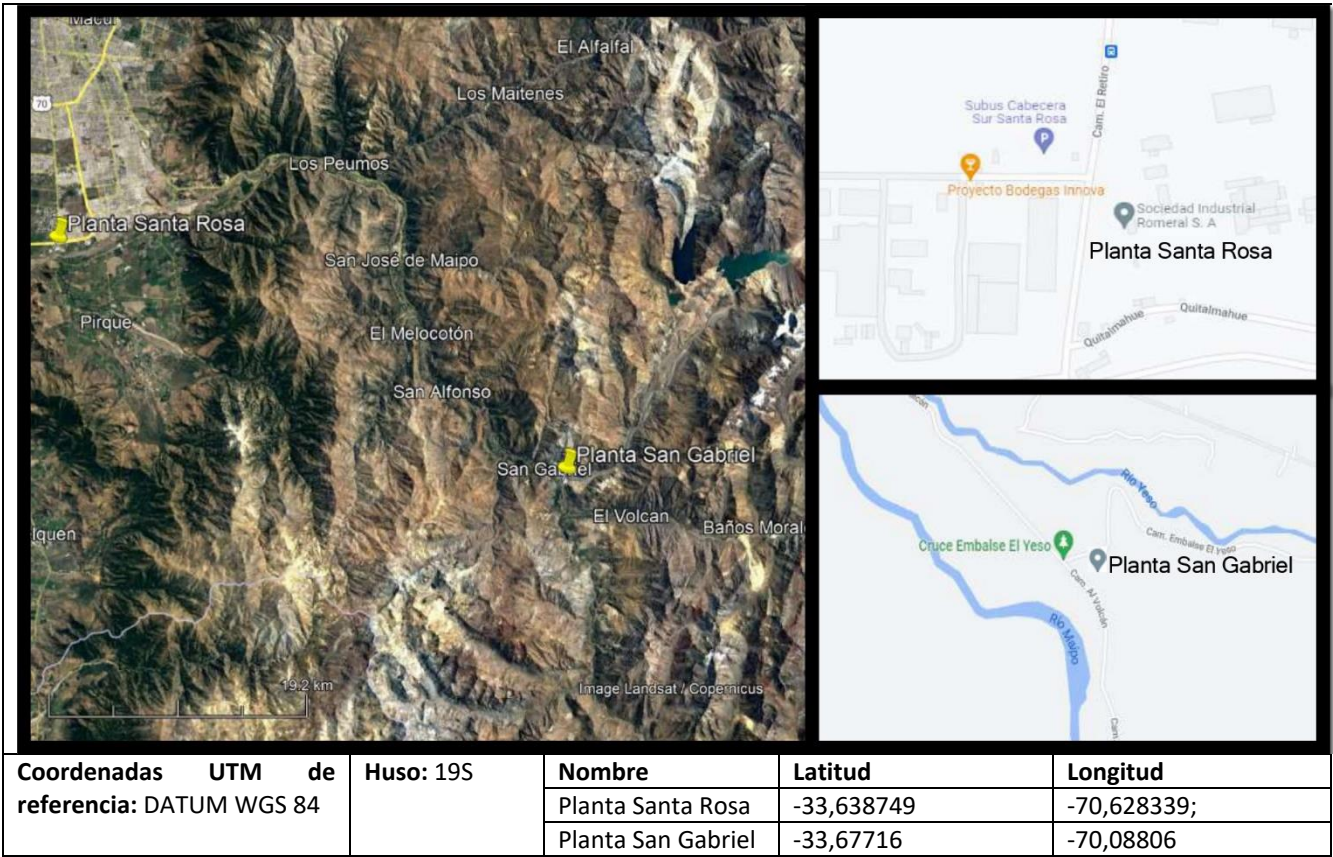 Macul
El Alfalfal
Los Maitenes
70
Los Peumos
Planta Santa Rosa
San José de Maipo
Pirque
El Melocotón
San Alfonso
Planta San Gabriel
San Gabriel
El Volcan
Baños Moral
lquen
19.2 km
Image Landsat / Copernicus
Cam. El Retiro
Subus Cabecera
Sur Santa Rosa
P
Proyecto Bodegas Innova
Sociedad Industrial
Romeral S. A
Planta Santa Rosa
Quitalmahue
Quitalmahue
Río Yeso
Cam. Embalse El Yeso
Cruce Embalse El Yeso
Planta San Gabriel
Cam. Al Volcán
Río Maipo
Cam.
Coordenadas UTM de
referencia: DATUM WGS 84
Huso: 19S
Nombre Latitud Longitud
Planta Santa Rosa -33,638749 -70,628339;
Planta San Gabriel -33,67716 -70,08806